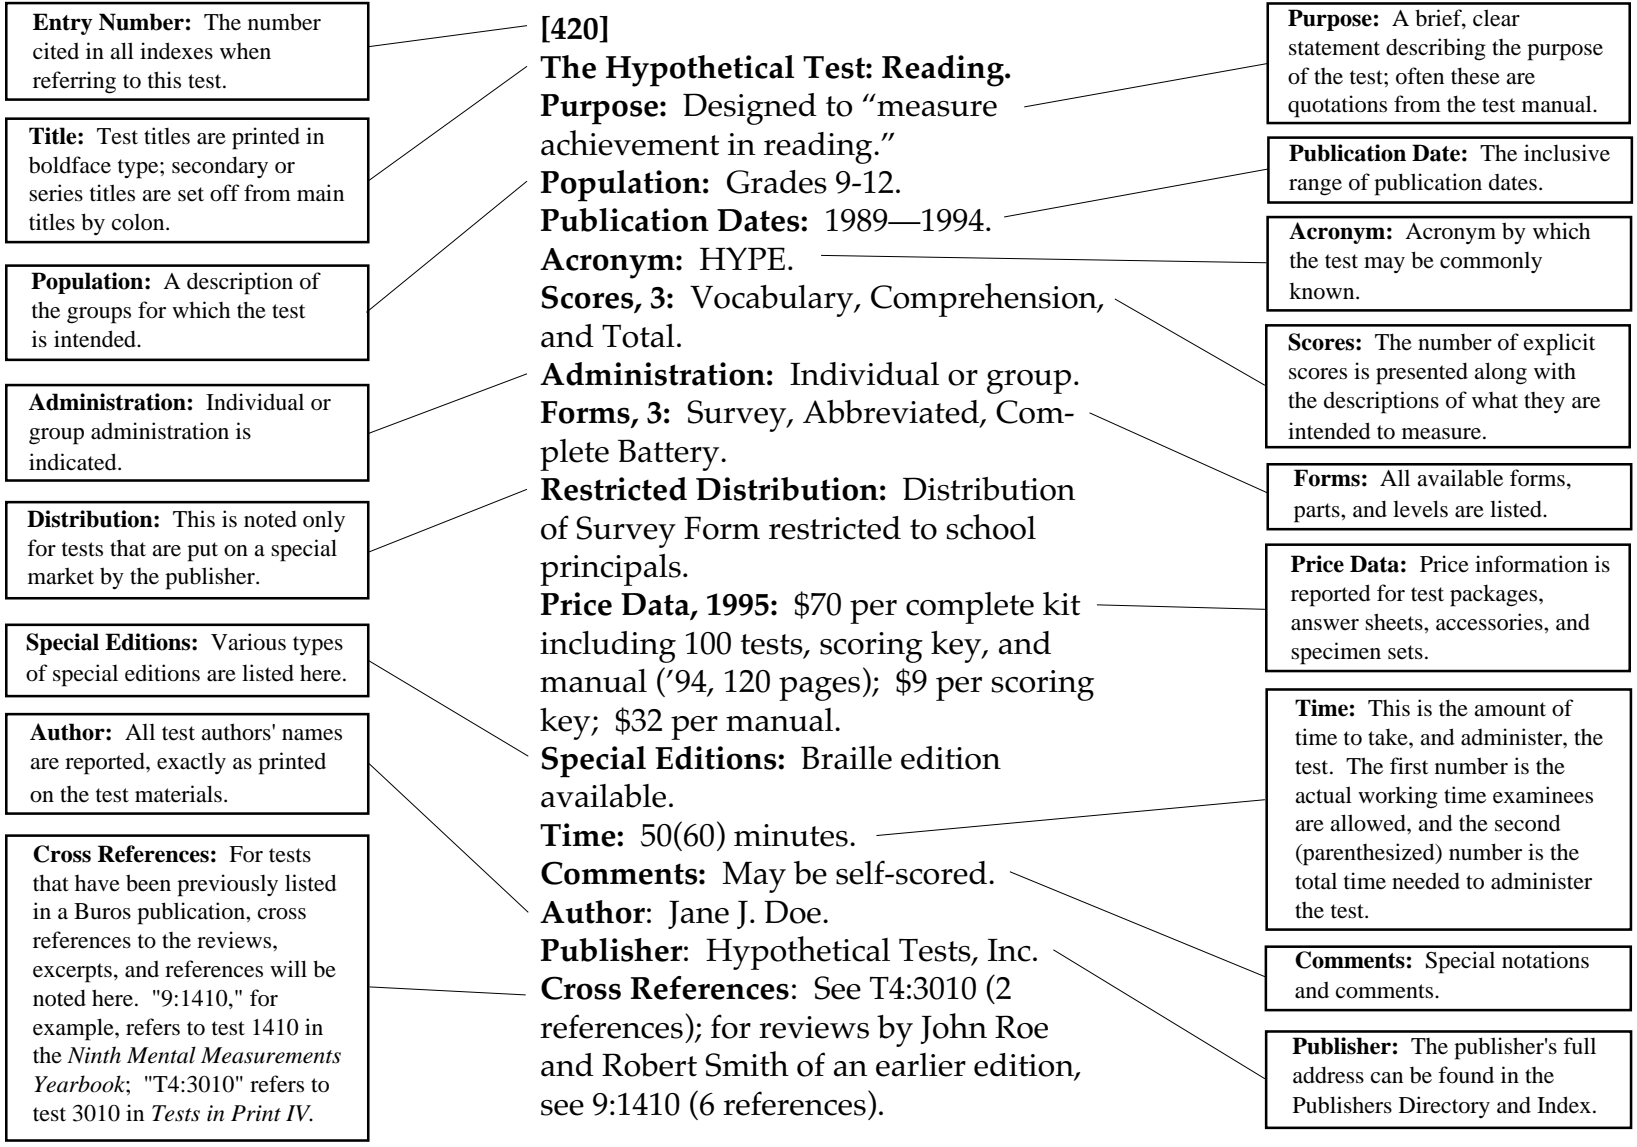 Entry Number: The number
cited in all indexes when
referring to this test.
Title: Test titles are printed in
boldface type; secondary or
series titles are set off from main
titles by colon.
Population: A description of
the groups for which the test
is intended.
Administration: Individual or
group administration is
indicated.
Distribution: This is noted only
for tests that are put on a special
market by the publisher.
Special Editions: Various types
of special editions are listed here.
Author: All test authors' names
are reported, exactly as printed
on the test materials.
Cross References: For tests
that have been previously listed
in a Buros publication, cross
references to the reviews,
excerpts, and references will be
noted here. "9:1410," for
example, refers to test 1410 in
the Ninth Mental Measurements
Yearbook; "T4:3010" refers to
test 3010 in Tests in Print IV.
[420]
The Hypothetical Test: Reading.
Purpose: Designed to “measure
achievement in reading.”
Population: Grades 9-12.
Publication Dates: 1989—1994.
Acronym: HYPE.
Scores, 3: Vocabulary, Comprehension,
and Total.
Administration: Individual or group.
Forms, 3: Survey, Abbreviated, Com-
plete Battery.
Restricted Distribution: Distribution
of Survey Form restricted to school
principals.
Price Data, 1995: $70 per complete kit
including 100 tests, scoring key, and
manual (’94, 120 pages); $9 per scoring
key; $32 per manual.
Special Editions: Braille edition
available.
Time: 50(60) minutes.
Comments: May be self-scored.
Author: Jane J. Doe.
Publisher: Hypothetical Tests, Inc.
Cross References: See T4:3010 (2
references); for reviews by John Roe
and Robert Smith of an earlier edition,
see 9:1410 (6 references).
Purpose: A brief, clear
statement describing the purpose
of the test; often these are
quotations from the test manual.
Publication Date: The inclusive
range of publication dates.
Acronym: Acronym by which
the test may be commonly
known.
Scores: The number of explicit
scores is presented along with
the descriptions of what they are
intended to measure.
Forms: All available forms,
parts, and levels are listed.
Price Data: Price information is
reported for test packages,
answer sheets, accessories, and
specimen sets.
Time: This is the amount of
time to take, and administer, the
test. The first number is the
actual working time examinees
are allowed, and the second
(parenthesized) number is the
total time needed to administer
the test.
Comments: Special notations
and comments.
Publisher: The publisher's full
address can be found in the
Publishers Directory and Index.